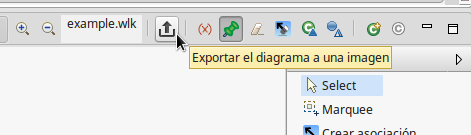 example.wlk
(x)
Exportar el diagrama a una imagen
Select
Marquee
Crear asociación